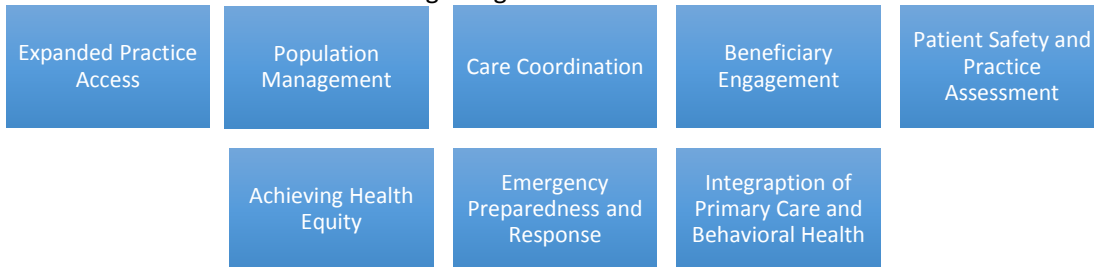 Expanded Practice
Access
Population
Management
Care Coordination
Beneficiary
Engagement
Patient Safety and
Practice
Assessment
Achieving Health
Equity
Emergency
Preparedness and
Response
Integraption of
Primary Care and
Behavioral Health